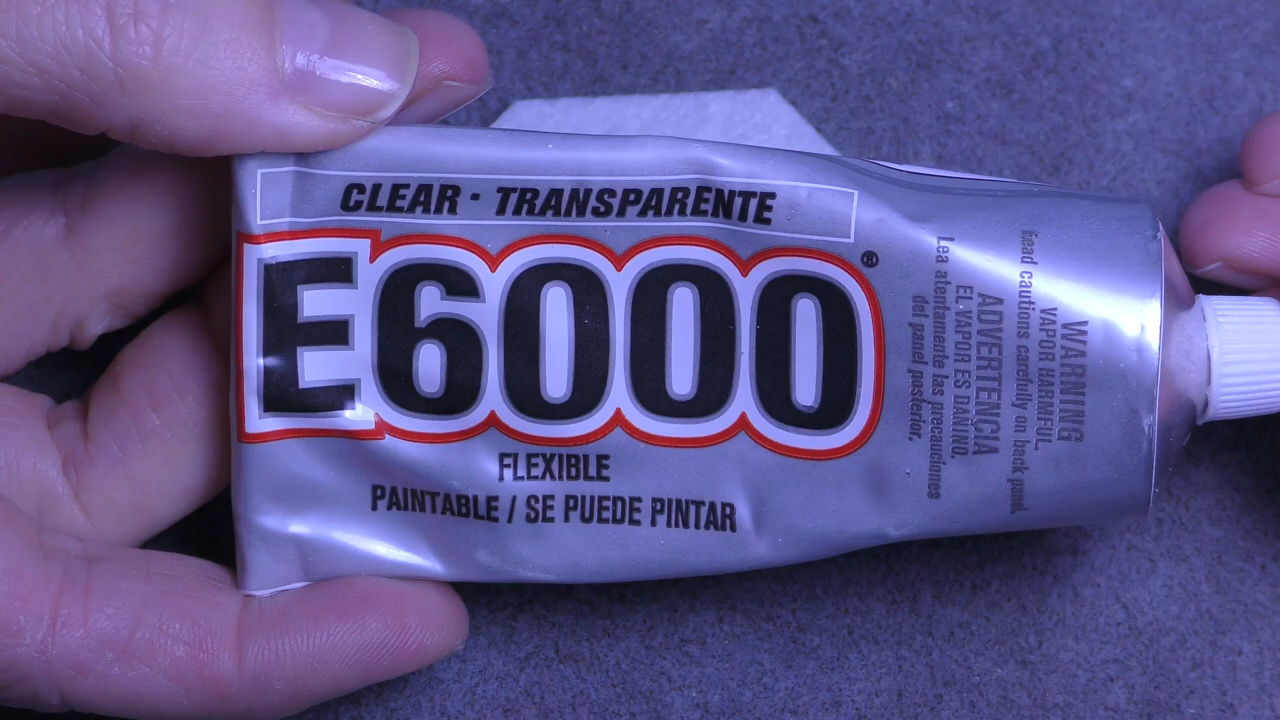 CLEAR · TRANSPARENTE
E6000®
FLEXIBLE
PAINTABLE / SE PUEDE PINTAR
WARNING
VAPOR HARMFUL.
Read cautions carefully on back panel.
ADVERTENCIA
EL VAPOR ES DANINO.
Lea atentamente las precauciones
del panel posterior.